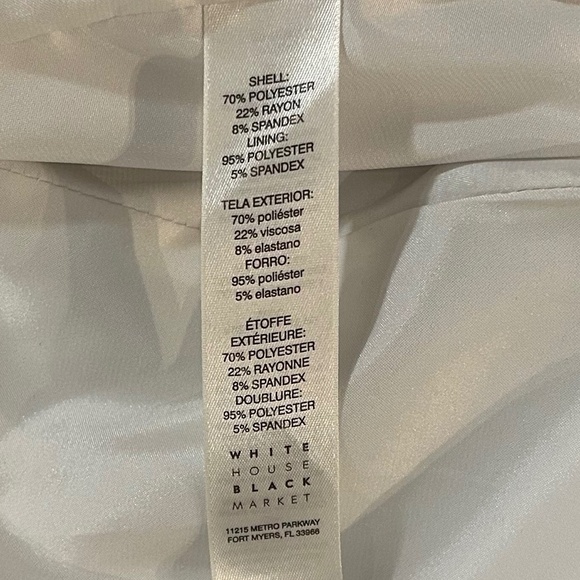 SHELL:
70% POLYESTER
22% RAYON
8% SPANDEX
LINING:
95% POLYESTER
5% SPANDEX
TELA EXTERIOR:
70% poliéster
22% viscosa
8% elastano
FORRO:
95% poliéster
5% elastano
ÉTOFFE
EXTÉRIEURE:
70% POLYESTER
22% RAYONNE
8% SPANDEX
DOUBLURE:
95% POLYESTER
5% SPANDEX
WHITE
HOUSE
BLACK
MARKET
11215 METRO PARKWAY
FORT MYERS, FL 33966